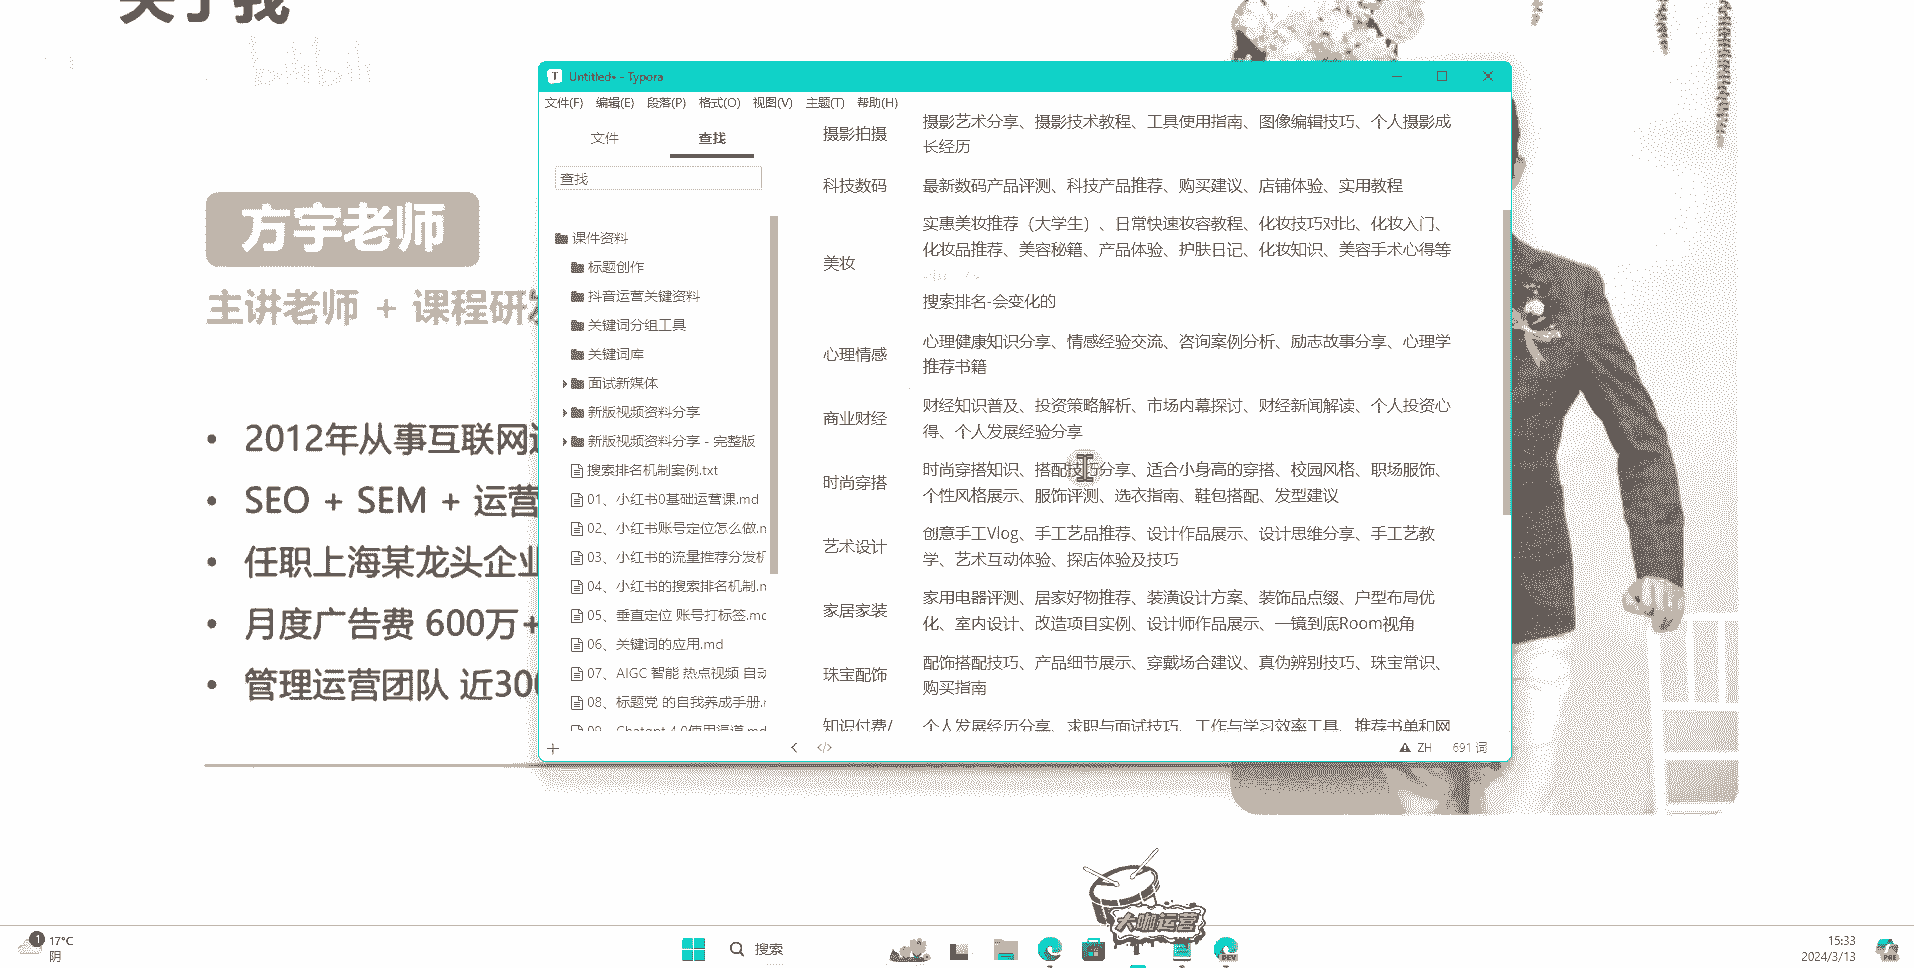 关于我
bilibili
方宇老师
主讲老师 + 课程研
2012年从事互联网
SEO + SEM + 运营
任职上海某龙头企业
月度广告费 600万+
管理运营团队 近300
Untitled• - Typora
文件(F) 编辑(E) 段落(P) 格式(O) 视图(V) 主题(T) 帮助(H)
文件 查找
查找
课件资料
标题创作
抖音运营关键资料
关键词分组工具
关键词库
面试新媒体
新版视频资料分享
新版视频资料分享 - 完整版
搜索排名机制案例.txt
01、小红书0基础运营课.md
02、小红书账号定位怎么做.m
03、小红书的流量推荐分发机
04、小红书的搜索排名机制.m
05、垂直定位 账号打标签.md
06、关键词的应用.md
07、AIGC 智能 热点视频 自动
08、标题党 的自我养成手册.m
09、Chatgpt 4.0使用渠道.md
摄影拍摄
摄影艺术分享、摄影技术教程、工具使用指南、图像编辑技巧、个人摄影成
长经历
科技数码
最新数码产品评测、科技产品推荐、购买建议、店铺体验、实用教程
美妆
实惠美妆推荐（大学生）、日常快速妆容教程、化妆技巧对比、化妆入门、
化妆品推荐、美容秘籍、产品体验、护肤日记、化妆知识、美容手术心得等
搜索排名-会变化的
心理情感
心理健康知识分享、情感经验交流、咨询案例分析、励志故事分享、心理学
推荐书籍
商业财经
财经知识普及、投资策略解析、市场内幕探讨、财经新闻解读、个人投资心
得、个人发展经验分享
时尚穿搭
时尚穿搭知识、搭配技巧分享、适合小身高的穿搭、校园风格、职场服饰、
个性风格展示、服饰评测、选衣指南、鞋包搭配、发型建议
艺术设计
创意手工Vlog、手工艺品推荐、设计作品展示、设计思维分享、手工艺教
学、艺术互动体验、探店体验及技巧
家居家装
家用电器评测、居家好物推荐、装潢设计方案、装饰品点缀、户型布局优
化、室内设计、改造项目实例、设计师作品展示、一镜到底Room视角
珠宝配饰
配饰搭配技巧、产品细节展示、穿戴场合建议、真伪辨别技巧、珠宝常识、
购买指南
知识付费/
个人发展经历分享、求职与面试技巧、工作与学习效率工具、推荐书单和网
ZH 691 词
大咖运营
1 17°C
阴
搜索
DEV
15:33
2024/3/13
PRE